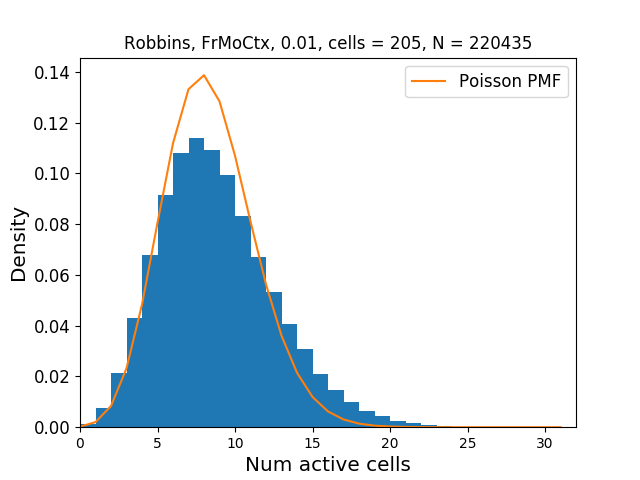 Robbins, FrMoCtx, 0.01, cells = 205, N = 220435
Poisson PMF
0.14
0.12
0.10
0.08
0.06
0.04
0.02
0.00
Density
0 5 10 15 20 25 30
Num active cells